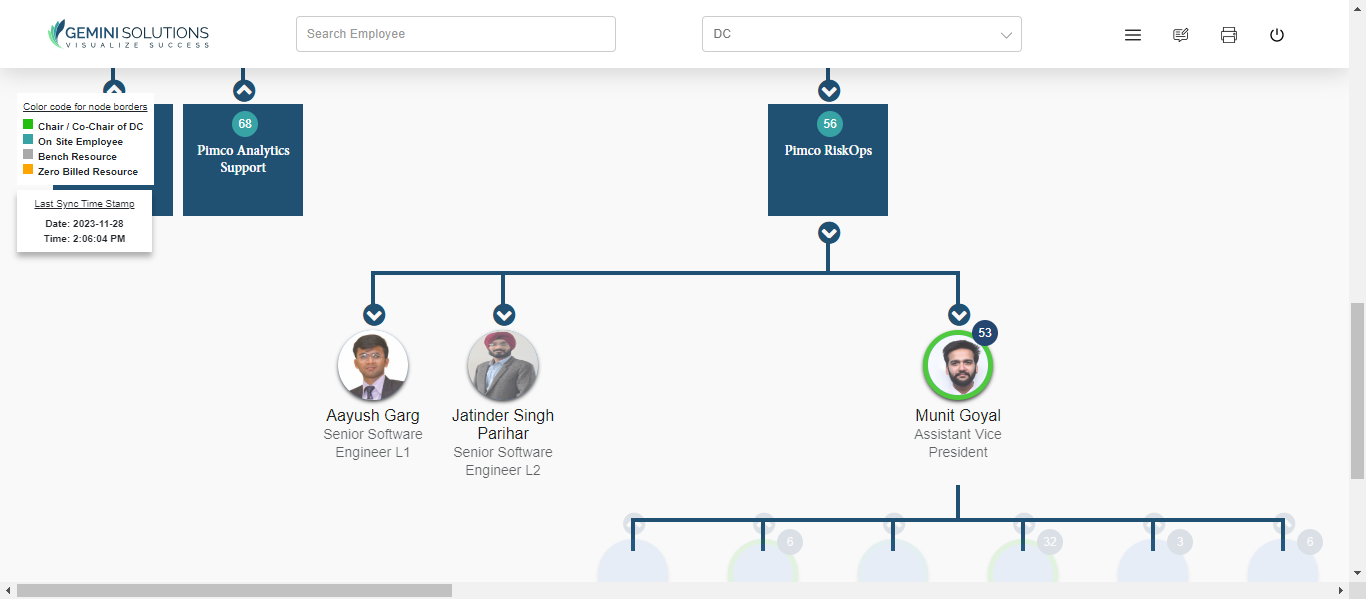 GEMINI SOLUTIONS
VISUALIZE SUCCESS
Search Employee
DC
Color code for node borders
Chair / Co-Chair of DC
On Site Employee
Bench Resource
Zero Billed Resource
Last Sync Time Stamp
Date: 2023-11-28
Time: 2:06:04 PM
68
Pimco Analytics
Support
56
Pimco RiskOps
Aayush Garg
Senior Software
Engineer L1
Jatinder Singh
Parihar
Senior Software
Engineer L2
53
Munit Goyal
Assistant Vice
President
6
32
3
6